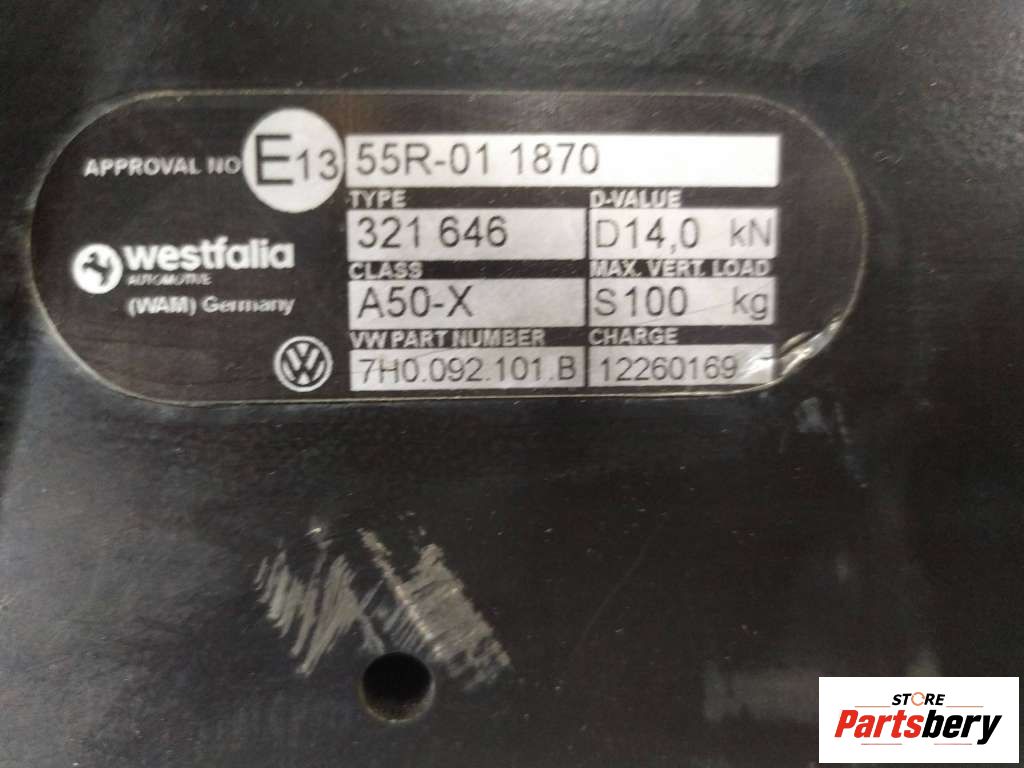 APPROVAL NO E13 55R-01 1870
TYPE D-VALUE
321 646 D14,0 kN
westfalia
AUTOMOTIVE
(WAM) Germany
CLASS MAX. VERT. LOAD
A50-X S100 kg
VW PART NUMBER CHARGE
VW 7H0.092.101.B 12260169
STORE
Partsbery